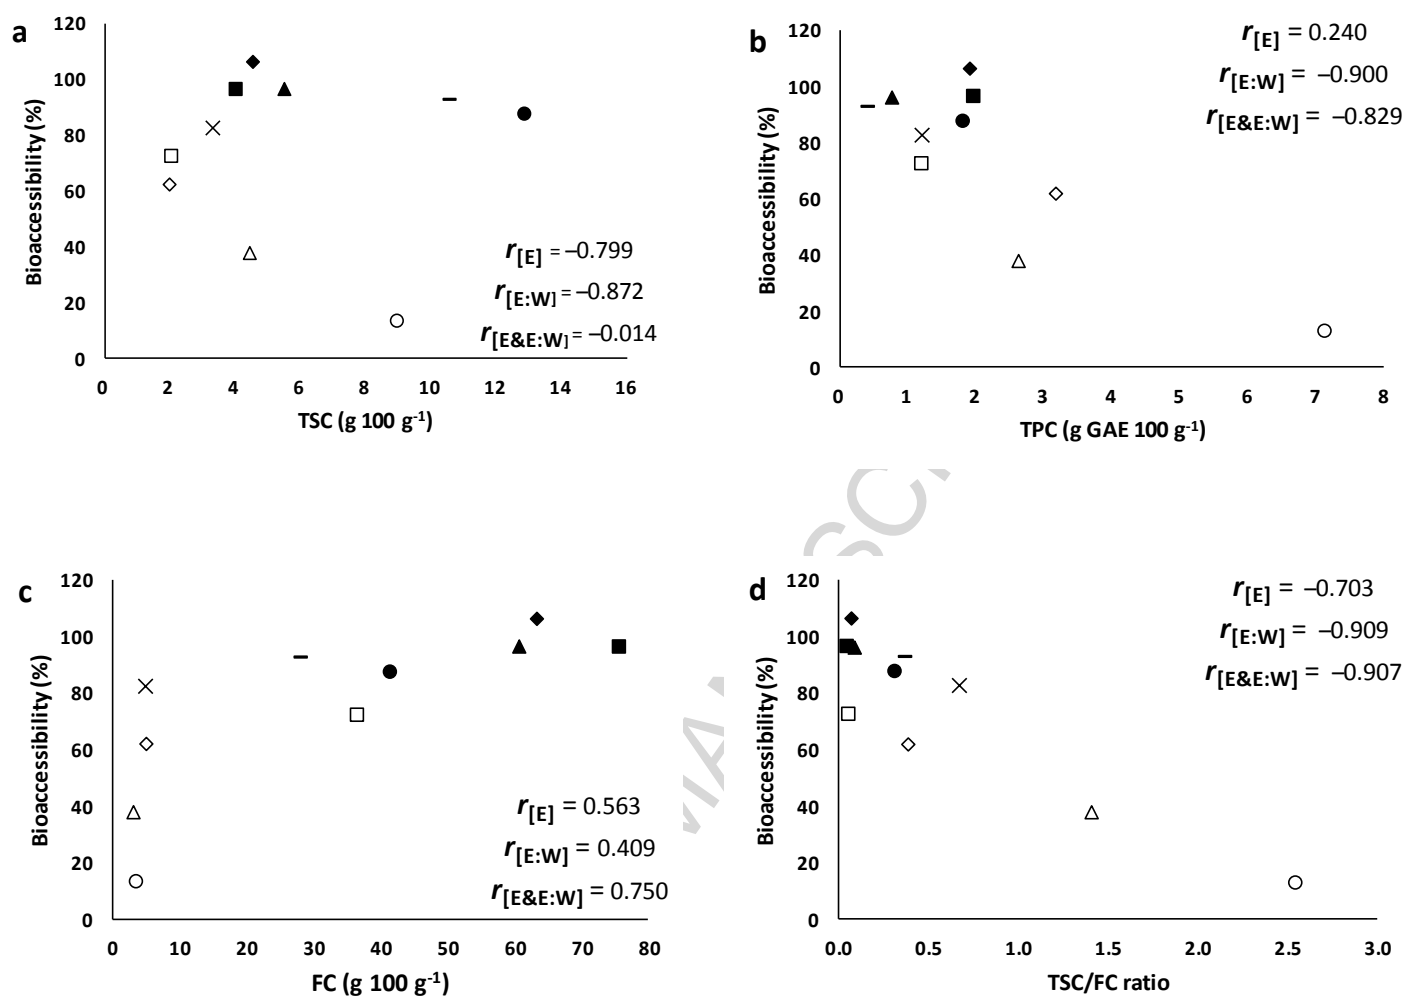 a
120
100
80
60
40
20
0
Bioaccessibility (%)
r[E] = –0.799
r[E:W] = –0.872
r[E&E:W] = –0.014
0 2 4 6 8 10 12 14 16
TSC (g 100 g-1)
b
120
100
80
60
40
20
0
Bioaccessibility (%)
r[E] = 0.240
r[E:W] = –0.900
r[E&E:W] = –0.829
0 1 2 3 4 5 6 7 8
TPC (g GAE 100 g-1)
c
120
100
80
60
40
20
0
Bioaccessibility (%)
r[E] = 0.563
r[E:W] = 0.409
r[E&E:W] = 0.750
0 10 20 30 40 50 60 70 80
FC (g 100 g-1)
d
120
100
80
60
40
20
0
Bioaccessibility (%)
r[E] = –0.703
r[E:W] = –0.909
r[E&E:W] = –0.907
0.0 0.5 1.0 1.5 2.0 2.5 3.0
TSC/FC ratio